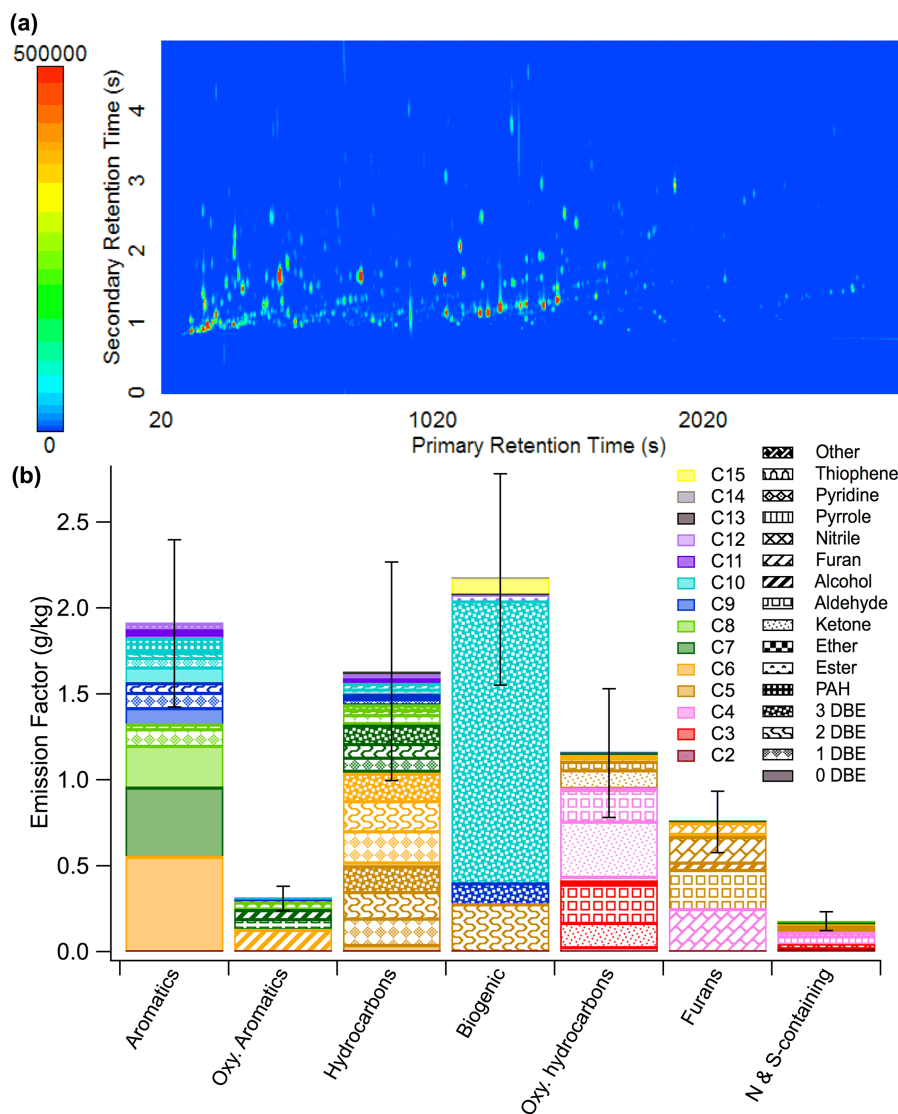 (a)
500000
0
Secondary Retention Time (s)
4
3
2
1
0
20
1020
2020
Primary Retention Time (s)
(b)
Emission Factor (g/kg)
2.5
2.0
1.5
1.0
0.5
0.0
C15
C14
C13
C12
C11
C10
C9
C8
C7
C6
C5
C4
C3
C2
Other
Thiophene
Pyridine
Pyrrole
Nitrile
Furan
Alcohol
Aldehyde
Ketone
Ether
Ester
PAH
3 DBE
2 DBE
1 DBE
0 DBE
Aromatics
Oxy. Aromatics
Hydrocarbons
Biogenic
Oxy. hydrocarbons
Furans
N & S-containing